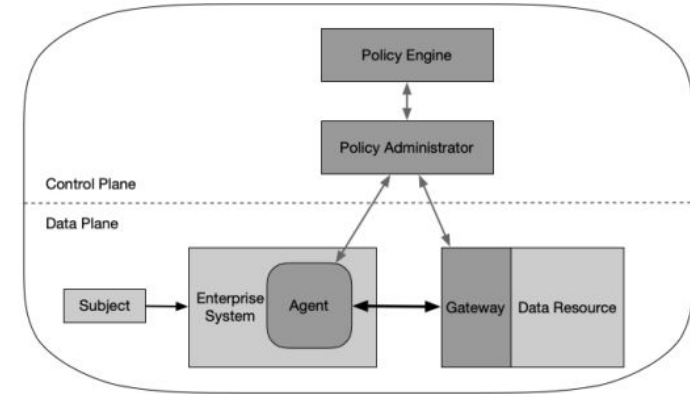 Policy Engine
Policy Administrator
Control Plane
Data Plane
Subject
Enterprise
System
Agent
Gateway
Data Resource